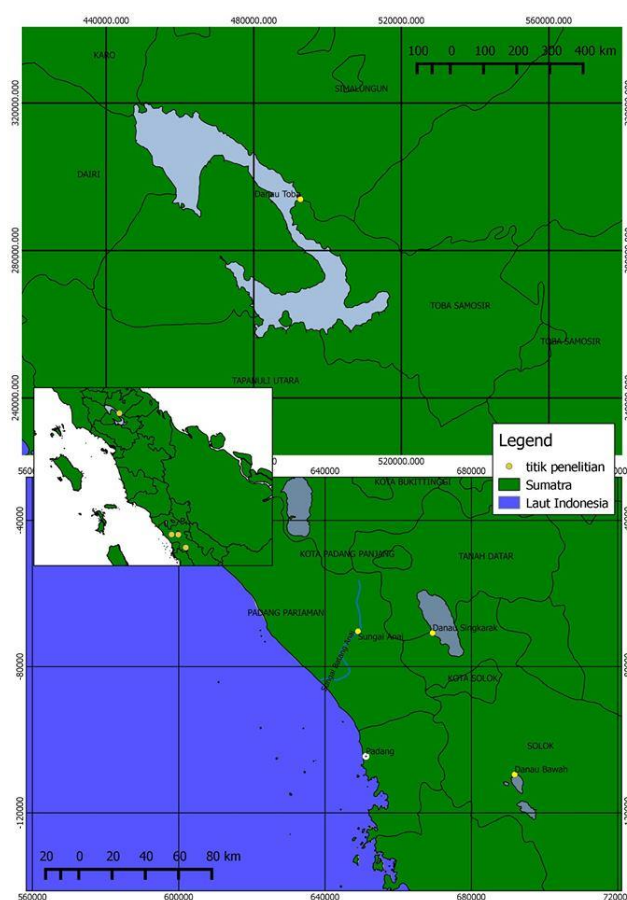 440000.000 480000.000 520000.000 560000.000
100 0 100 200 300 400 km
KARO
SIMALUNGUN
320000.000
DAIRI
Danau Toba
280000.000
TOBA SAMOSIR
TOBA SAMOSIR
TAPANULI UTARA
240000.000
Legend
titik penelitian
Sumatra
Laut Indonesia
640000 520000.000 680000 560000.000
KOTA BUKITTINGGI
-40000
KOTA PADANG PANJANG
TANAH DATAR
PADANG PARIAMAN
Danau Singkarak
Sungai Anai
Sungai Batang Anai
-80000
KOTA SOLOK
SOLOK
Padang
Danau Bawah
-120000
20 0 20 40 60 80 km
560000 600000 640000 680000 720000